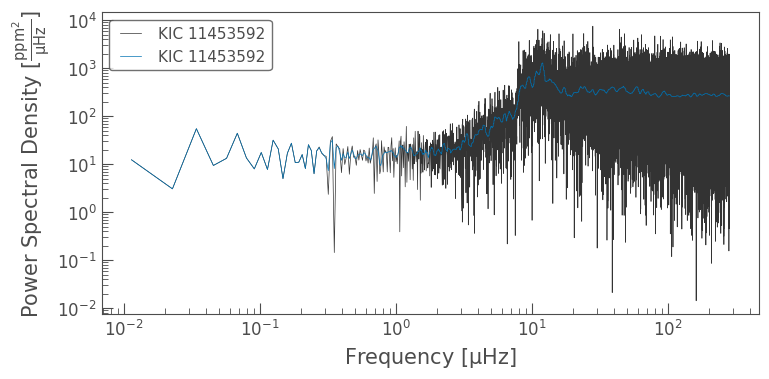 KIC 11453592
KIC 11453592
Power Spectral Density [ppm²/µHz]
10⁴
10³
10²
10¹
10⁰
10⁻¹
10⁻²
10⁻² 10⁻¹ 10⁰ 10¹ 10²
Frequency [µHz]